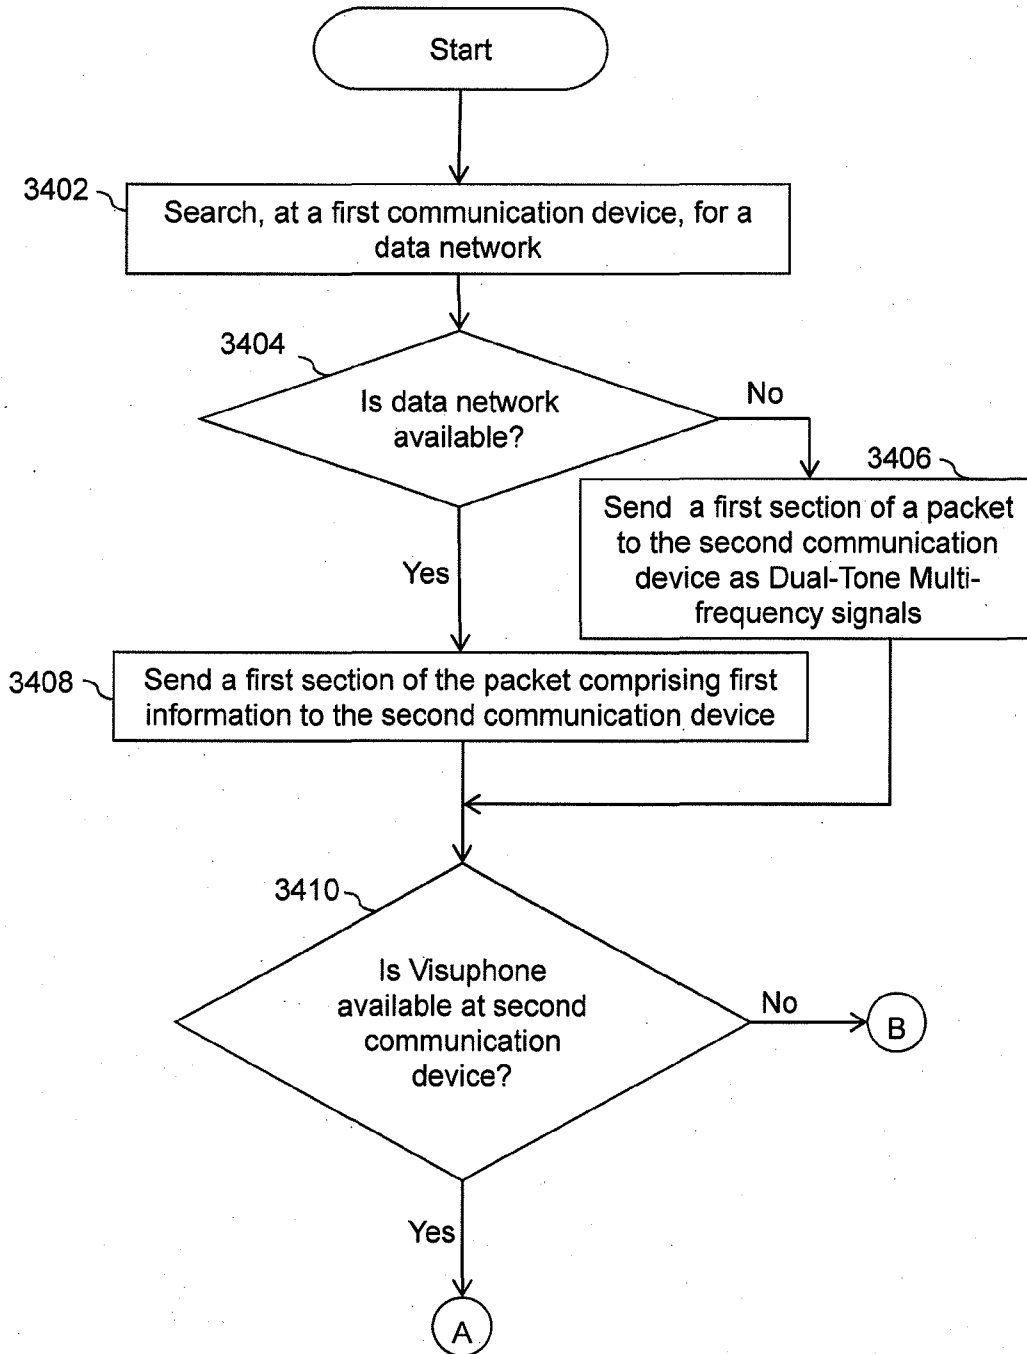 Start
3402
Search, at a first communication device, for a
data network
3404
Is data network
available?
No
3406
Send a first section of a packet
to the second communication
device as Dual-Tone Multi-
frequency signals
Yes
3408
Send a first section of the packet comprising first
information to the second communication device
3410
Is Visuphone
available at second
communication
device?
No
B
Yes
A